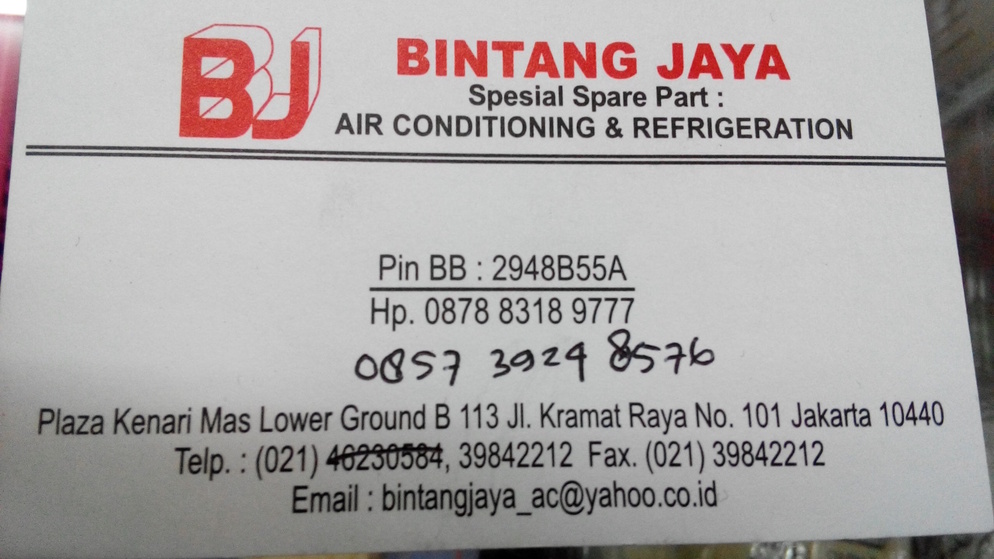 BJ
BINTANG JAYA
Spesial Spare Part :
AIR CONDITIONING & REFRIGERATION
Pin BB : 2948B55A
Hp. 0878 8318 9777
0857 3924 8576
Plaza Kenari Mas Lower Ground B 113 Jl. Kramat Raya No. 101 Jakarta 10440
Telp. : (021) 46230584, 39842212 Fax. (021) 39842212
Email : bintangjaya_ac@yahoo.co.id